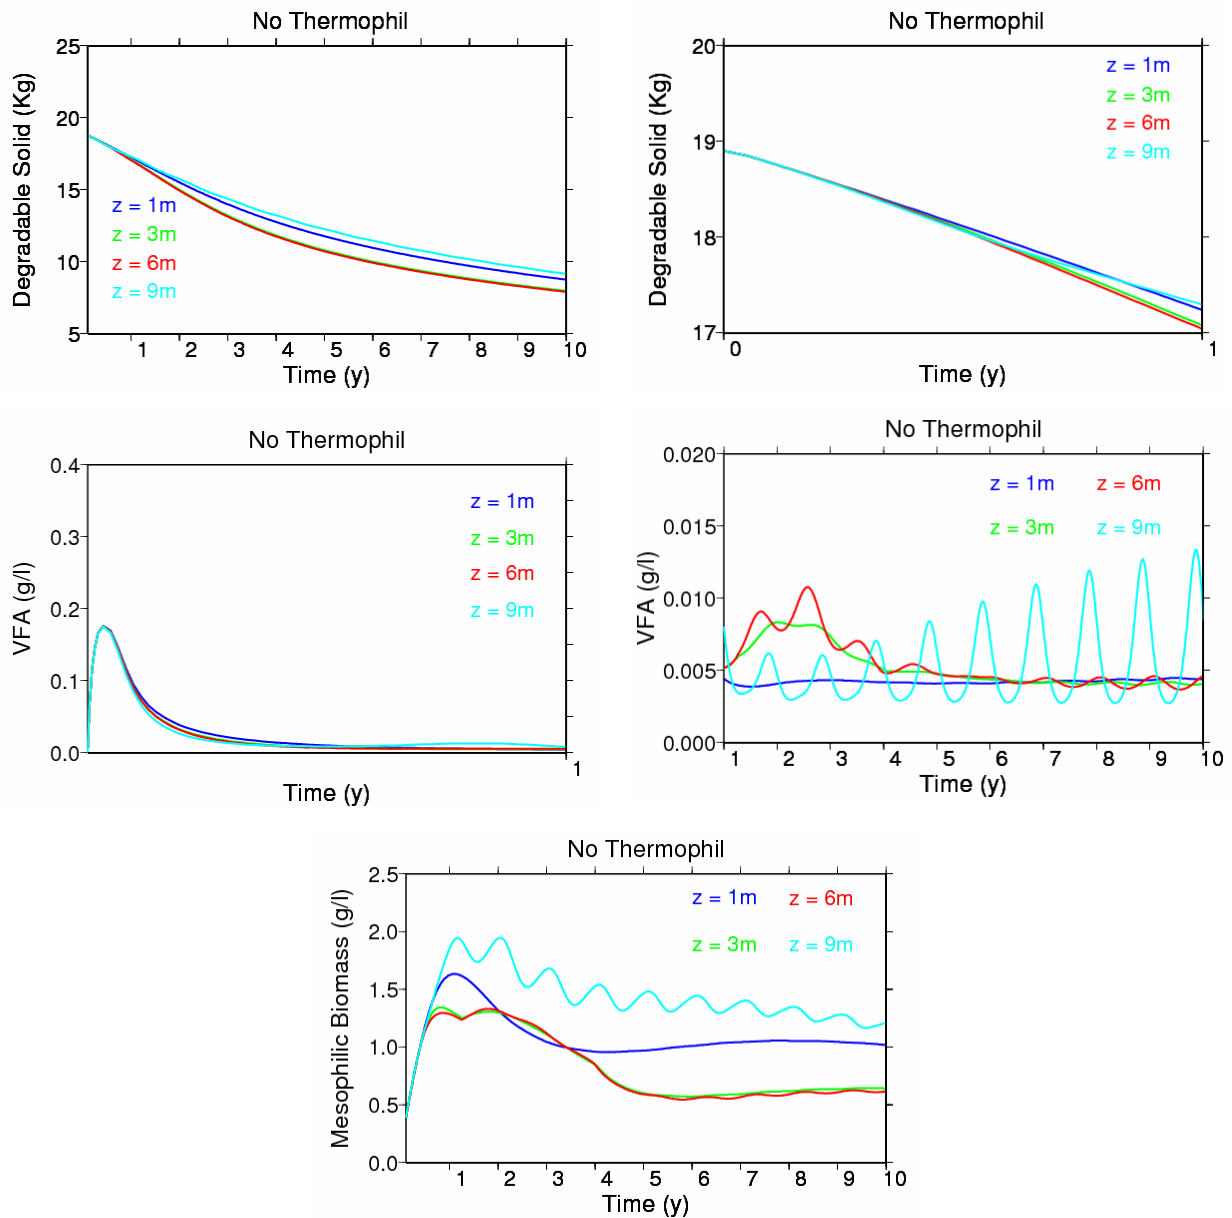 No Thermophil
Degradable Solid (Kg)
25
20
15
10
5
z = 1m
z = 3m
z = 6m
z = 9m
1 2 3 4 5 6 7 8 9 10
Time (y)
No Thermophil
Degradable Solid (Kg)
20
19
18
17
z = 1m
z = 3m
z = 6m
z = 9m
0 1
Time (y)
No Thermophil
VFA (g/l)
0.4
0.3
0.2
0.1
0.0
z = 1m
z = 3m
z = 6m
z = 9m
1
Time (y)
No Thermophil
VFA (g/l)
0.020
0.015
0.010
0.005
0.000
z = 1m z = 6m
z = 3m z = 9m
1 2 3 4 5 6 7 8 9 10
Time (y)
No Thermophil
Mesophilic Biomass (g/l)
2.5
2.0
1.5
1.0
0.5
0.0
z = 1m z = 6m
z = 3m z = 9m
1 2 3 4 5 6 7 8 9 10
Time (y)